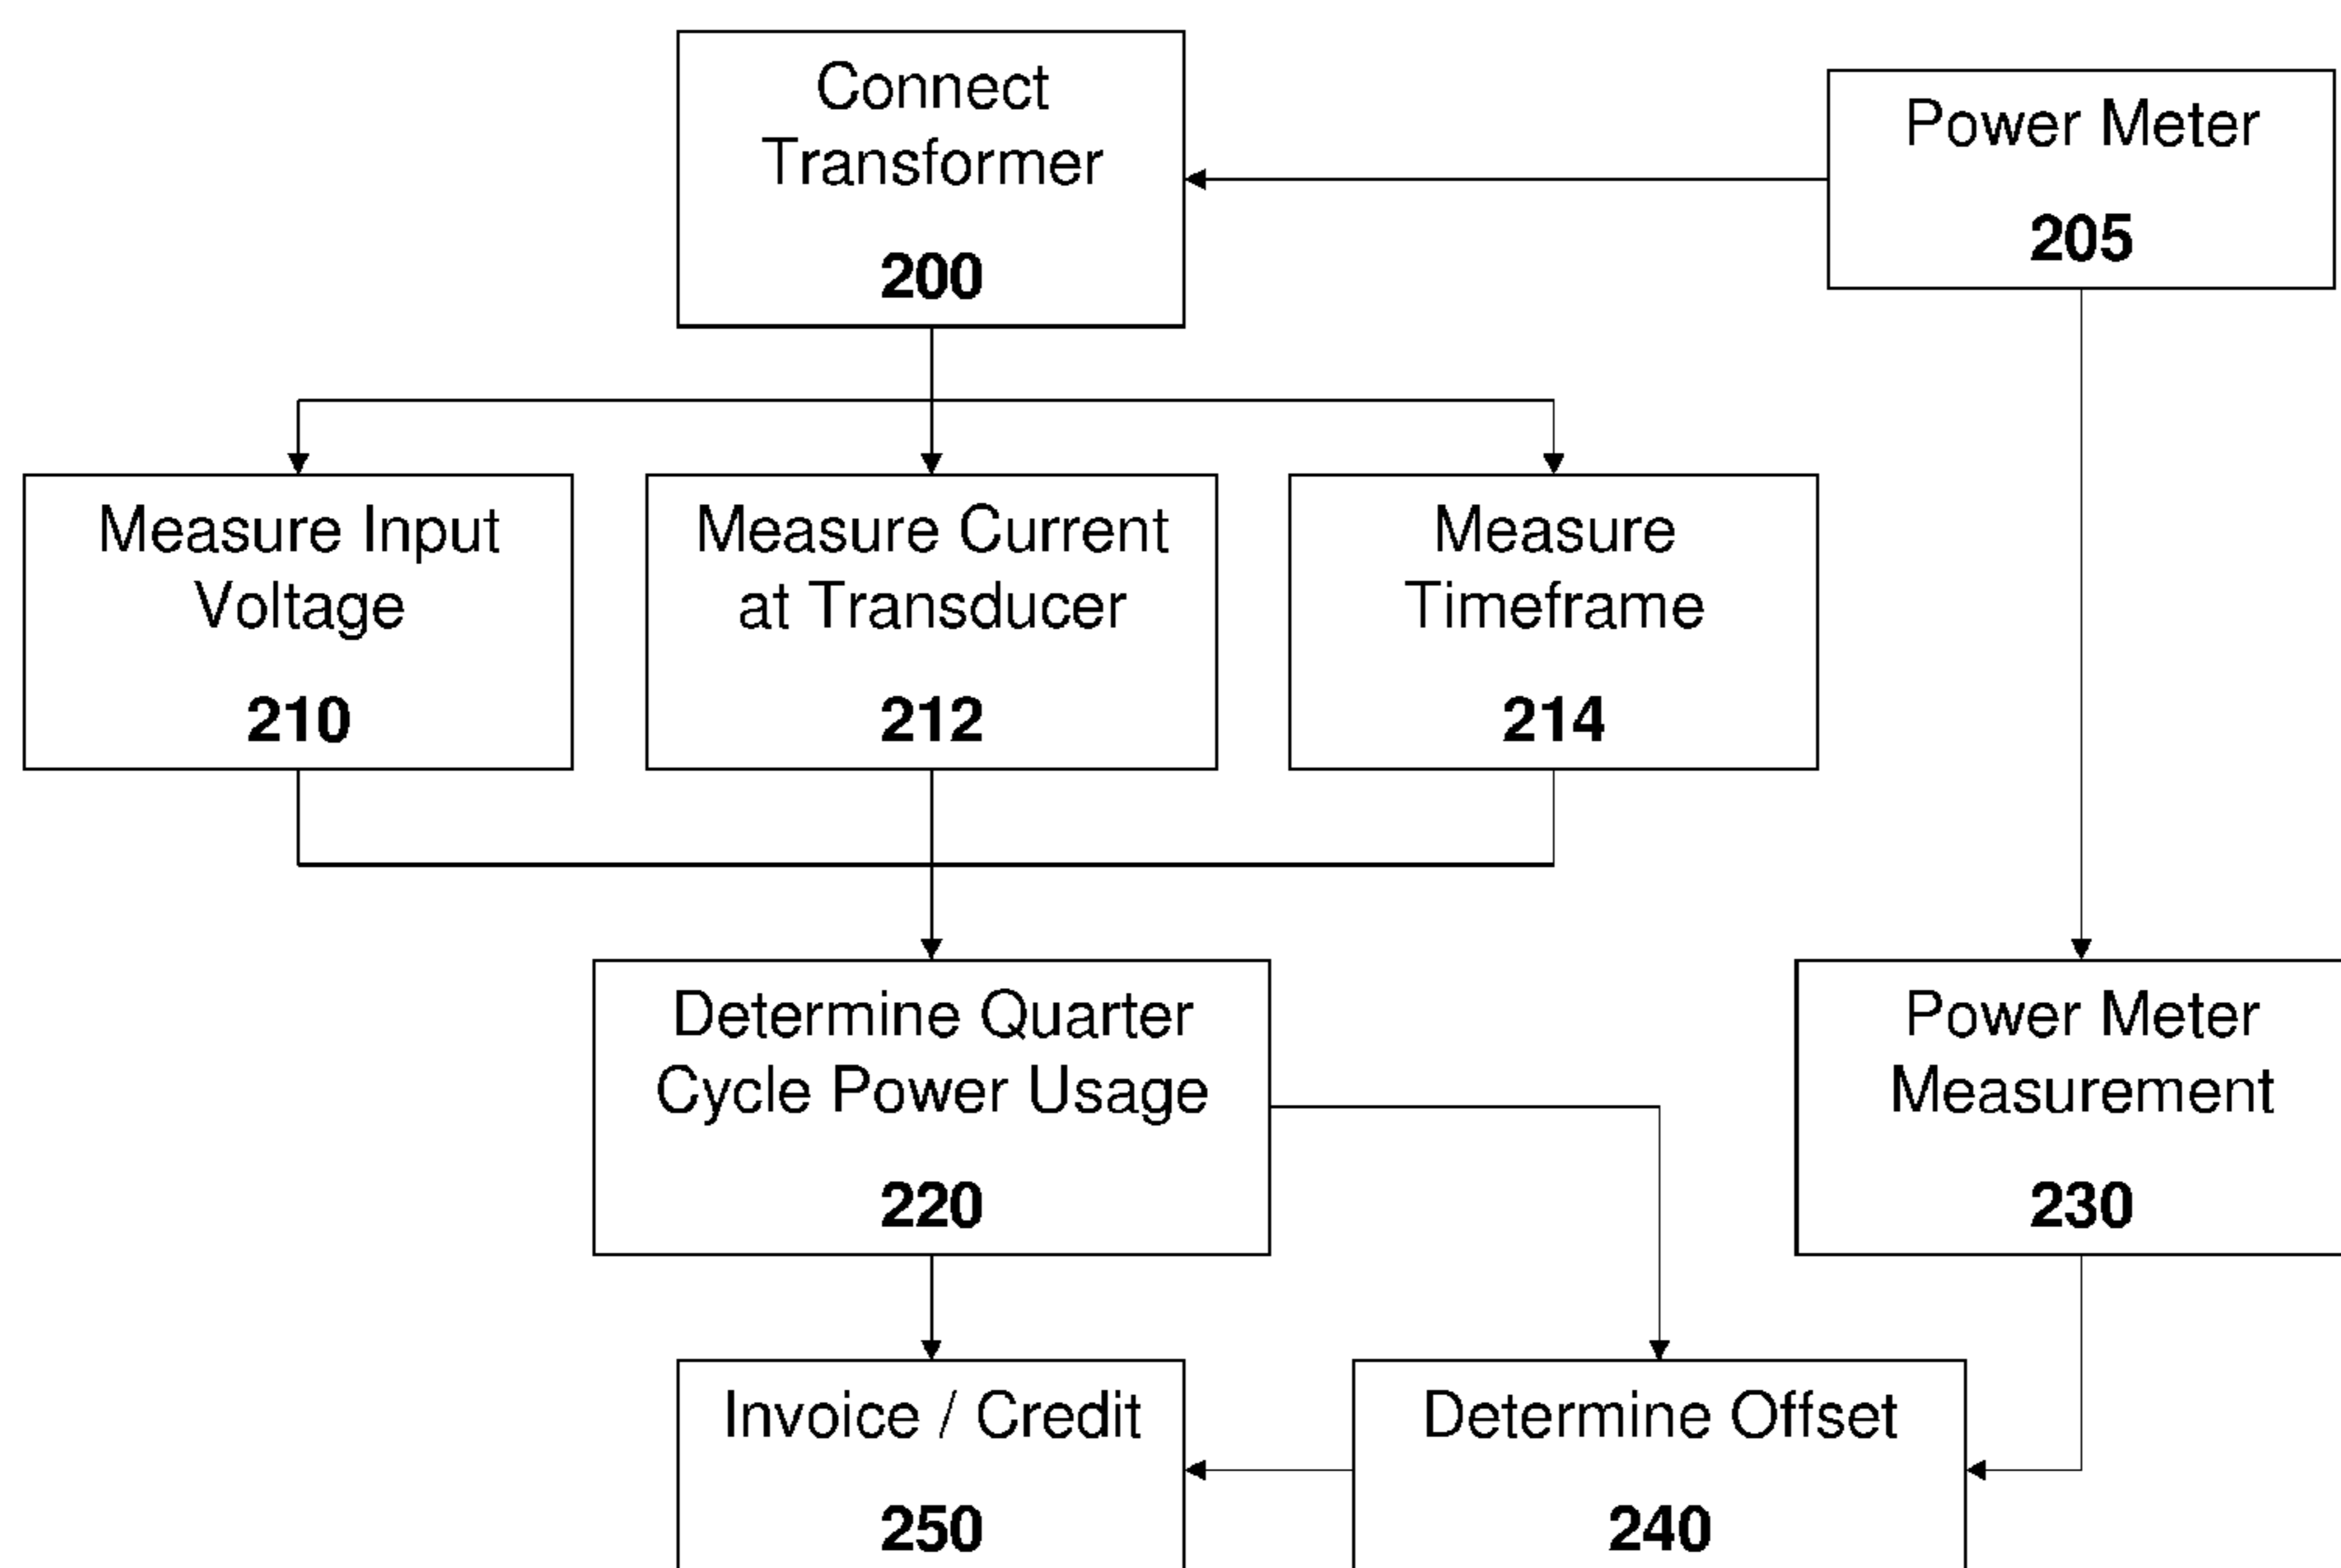 Connect
Transformer
200
Power Meter
205
Measure Input
Voltage
210
Measure Current
at Transducer
212
Measure
Timeframe
214
Determine Quarter
Cycle Power Usage
220
Power Meter
Measurement
230
Invoice / Credit
250
Determine Offset
240